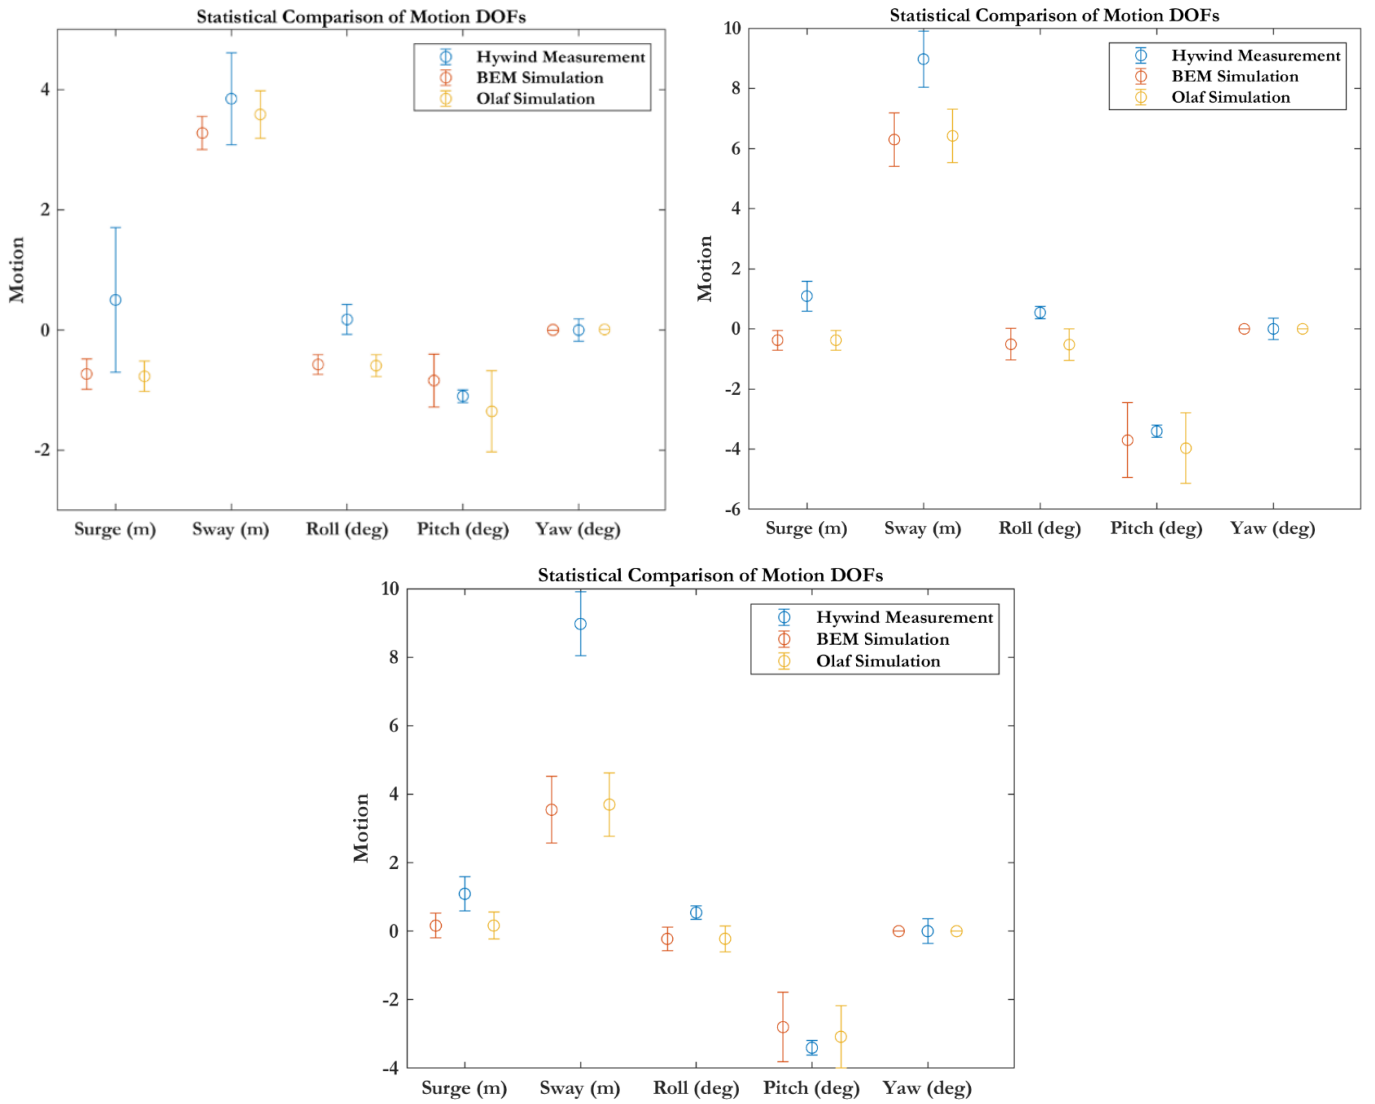 Statistical Comparison of Motion DOFs
Hywind Measurement
BEM Simulation
Olaf Simulation
4
2
0
-2
Motion
Surge (m) Sway (m) Roll (deg) Pitch (deg) Yaw (deg)
Statistical Comparison of Motion DOFs
Hywind Measurement
BEM Simulation
Olaf Simulation
10
8
6
4
2
0
-2
-4
-6
Motion
Surge (m) Sway (m) Roll (deg) Pitch (deg) Yaw (deg)
Statistical Comparison of Motion DOFs
Hywind Measurement
BEM Simulation
Olaf Simulation
10
8
6
4
2
0
-2
-4
Motion
Surge (m) Sway (m) Roll (deg) Pitch (deg) Yaw (deg)